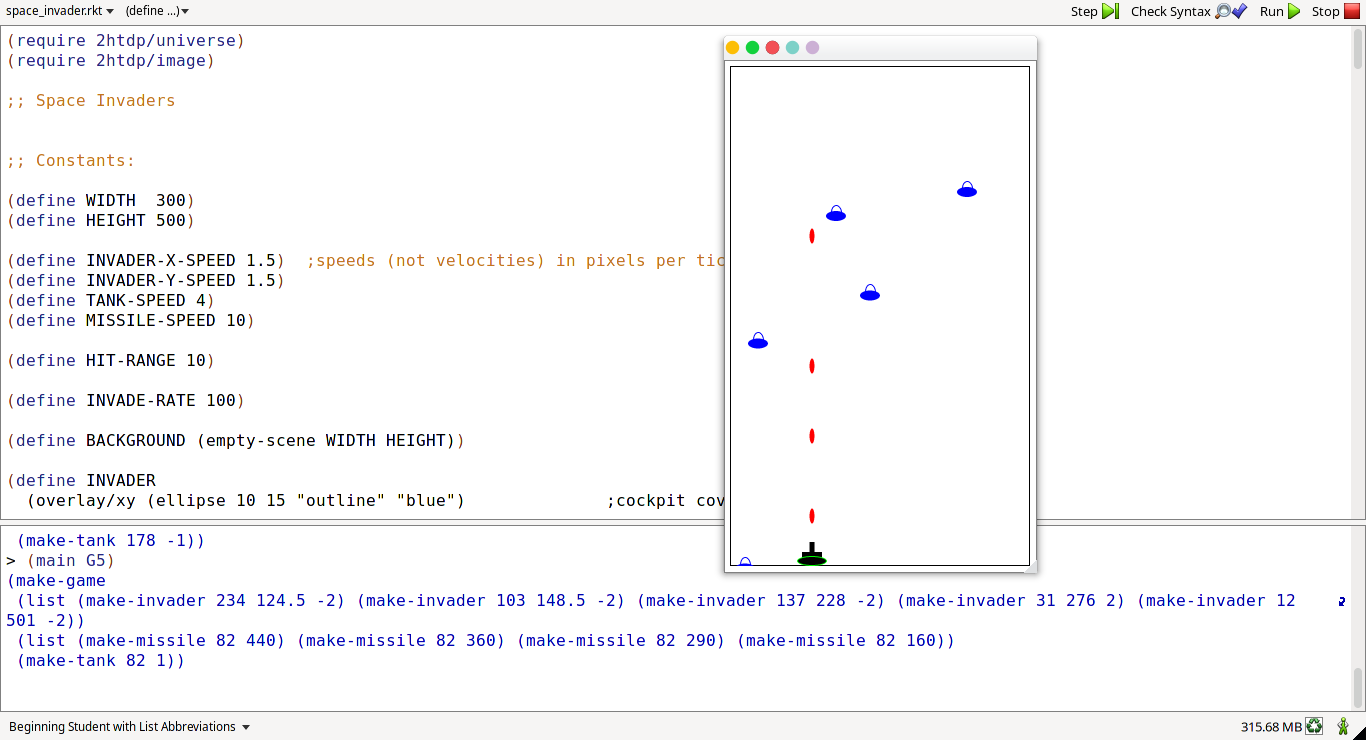 space_invader.rkt (define ...) Step Check Syntax Run Stop
(require 2htdp/universe)
(require 2htdp/image)
;; Space Invaders
;; Constants:
(define WIDTH  300)
(define HEIGHT 500)
(define INVADER-X-SPEED 1.5)  ;speeds (not velocities) in pixels per tic
(define INVADER-Y-SPEED 1.5)
(define TANK-SPEED 4)
(define MISSILE-SPEED 10)
(define HIT-RANGE 10)
(define INVADE-RATE 100)
(define BACKGROUND (empty-scene WIDTH HEIGHT))
(define INVADER
  (overlay/xy (ellipse 10 15 "outline" "blue")              ;cockpit cov
 (make-tank 178 -1))
> (main G5)
(make-game
 (list (make-invader 234 124.5 -2) (make-invader 103 148.5 -2) (make-invader 137 228 -2) (make-invader 31 276 2) (make-invader 12
501 -2))
 (list (make-missile 82 440) (make-missile 82 360) (make-missile 82 290) (make-missile 82 160))
 (make-tank 82 1))
Beginning Student with List Abbreviations 315.68 MB